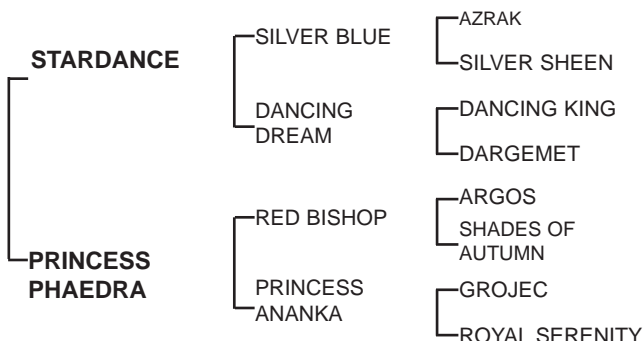 STARDANCE
SILVER BLUE
AZRAK
SILVER SHEEN
DANCING
DREAM
DANCING KING
DARGEMET
PRINCESS
PHAEDRA
RED BISHOP
ARGOS
SHADES OF
AUTUMN
PRINCESS
ANANKA
GROJEC
ROYAL SERENITY